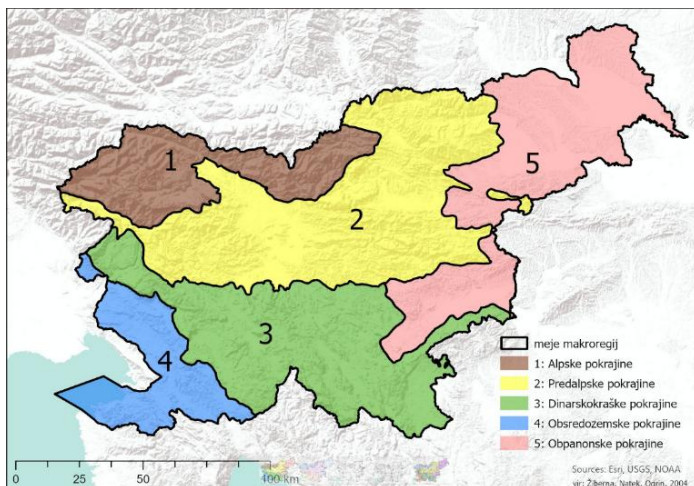 1
2
3
4
5
meje makroregij
1: Alpske pokrajine
2: Predalpske pokrajine
3: Dinarskokraške pokrajine
4: Obsredozemske pokrajine
5: Obpanonske pokrajine
0 25 50 100 km
Sources: Esri, USGS, NOAA
vir: Žiberna, Natek, Ogrin, 2004